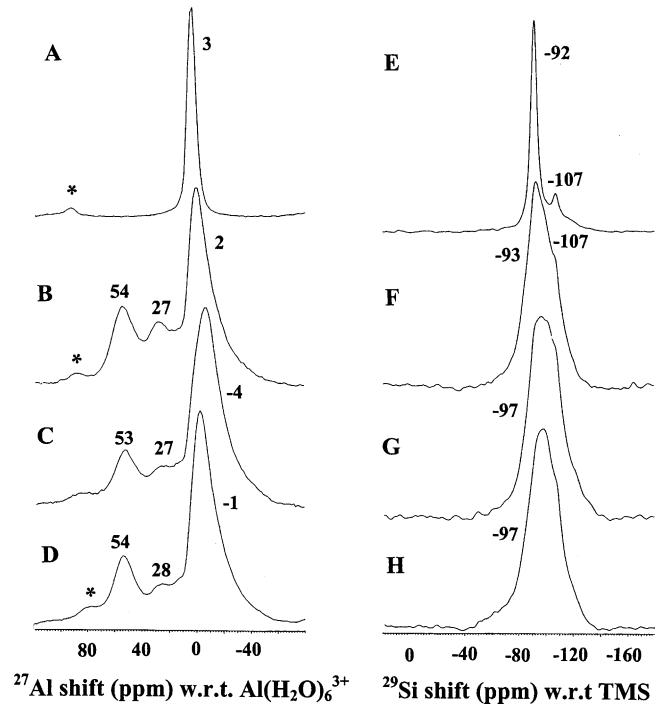 A
3
*
B
54
27
2
*
C
53
27
-4
D
54
28
-1
*
80 40 0 -40
²⁷Al shift (ppm) w.r.t. Al(H₂O)₆³⁺
E
-92
-107
F
-93
-107
G
-97
H
-97
0 -40 -80 -120 -160
²⁹Si shift (ppm) w.r.t TMS